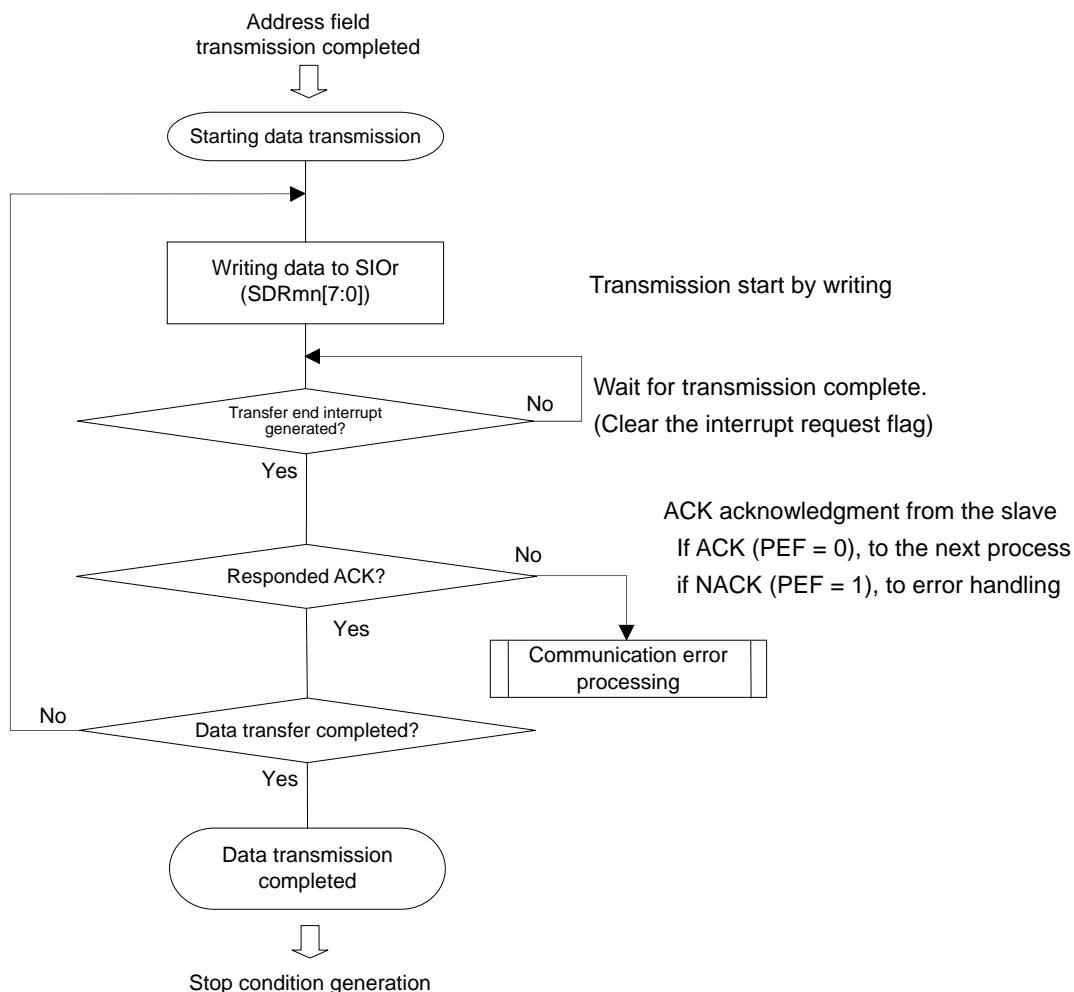 Address field
transmission completed
Starting data transmission
Writing data to SIOr
(SDRmn[7:0])
Transmission start by writing
Transfer end interrupt
generated?
No
Wait for transmission complete.
(Clear the interrupt request flag)
Yes
Responded ACK?
No
ACK acknowledgment from the slave
If ACK (PEF = 0), to the next process
if NACK (PEF = 1), to error handling
Yes
Communication error
processing
Data transfer completed?
No
Yes
Data transmission
completed
Stop condition generation